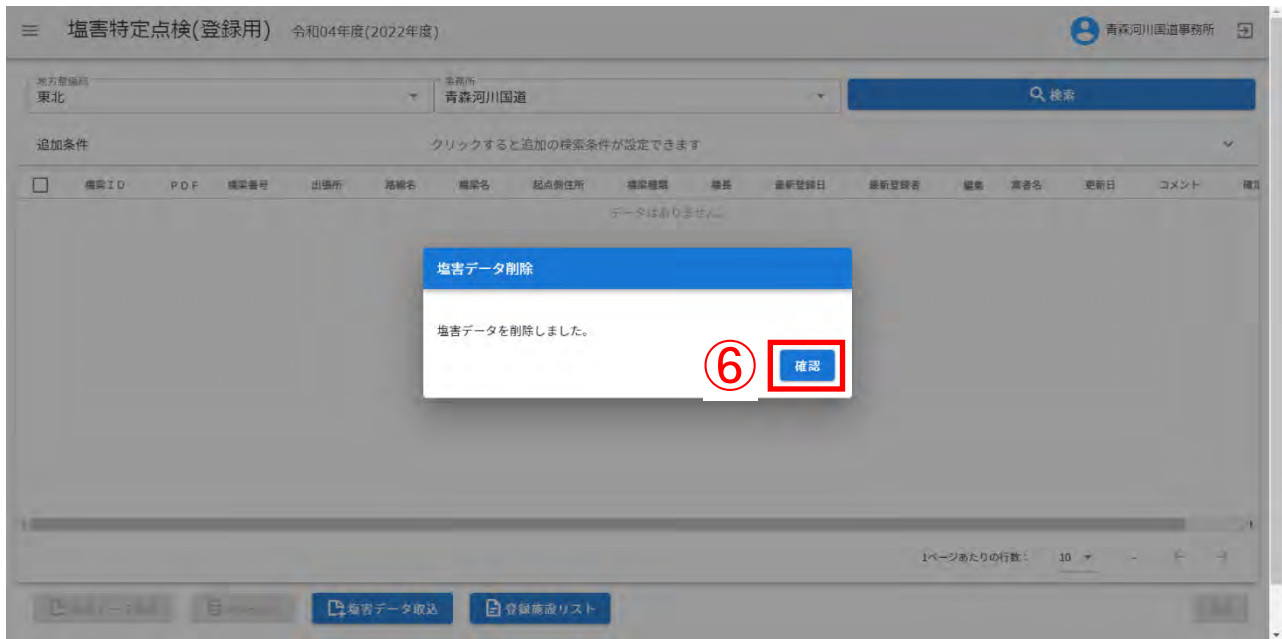 塩害特定点検(登録用) 令和04年度(2022年度) 青森河川国道事務所
地方整備局 事務所
東北 青森河川国道 検索
追加条件 クリックすると追加の検索条件が設定できます
橋梁ID PDF 橋梁番号 出張所 路線名 橋梁名 起点側住所 橋梁種類 橋長 最新登録日 最新登録者 編集 業者名 更新日 コメント
データはありません。
塩害データ削除
塩害データを削除しました。
⑥ 確認
1ページあたりの行数: 10 -
塩害データ取込 登録施設リスト